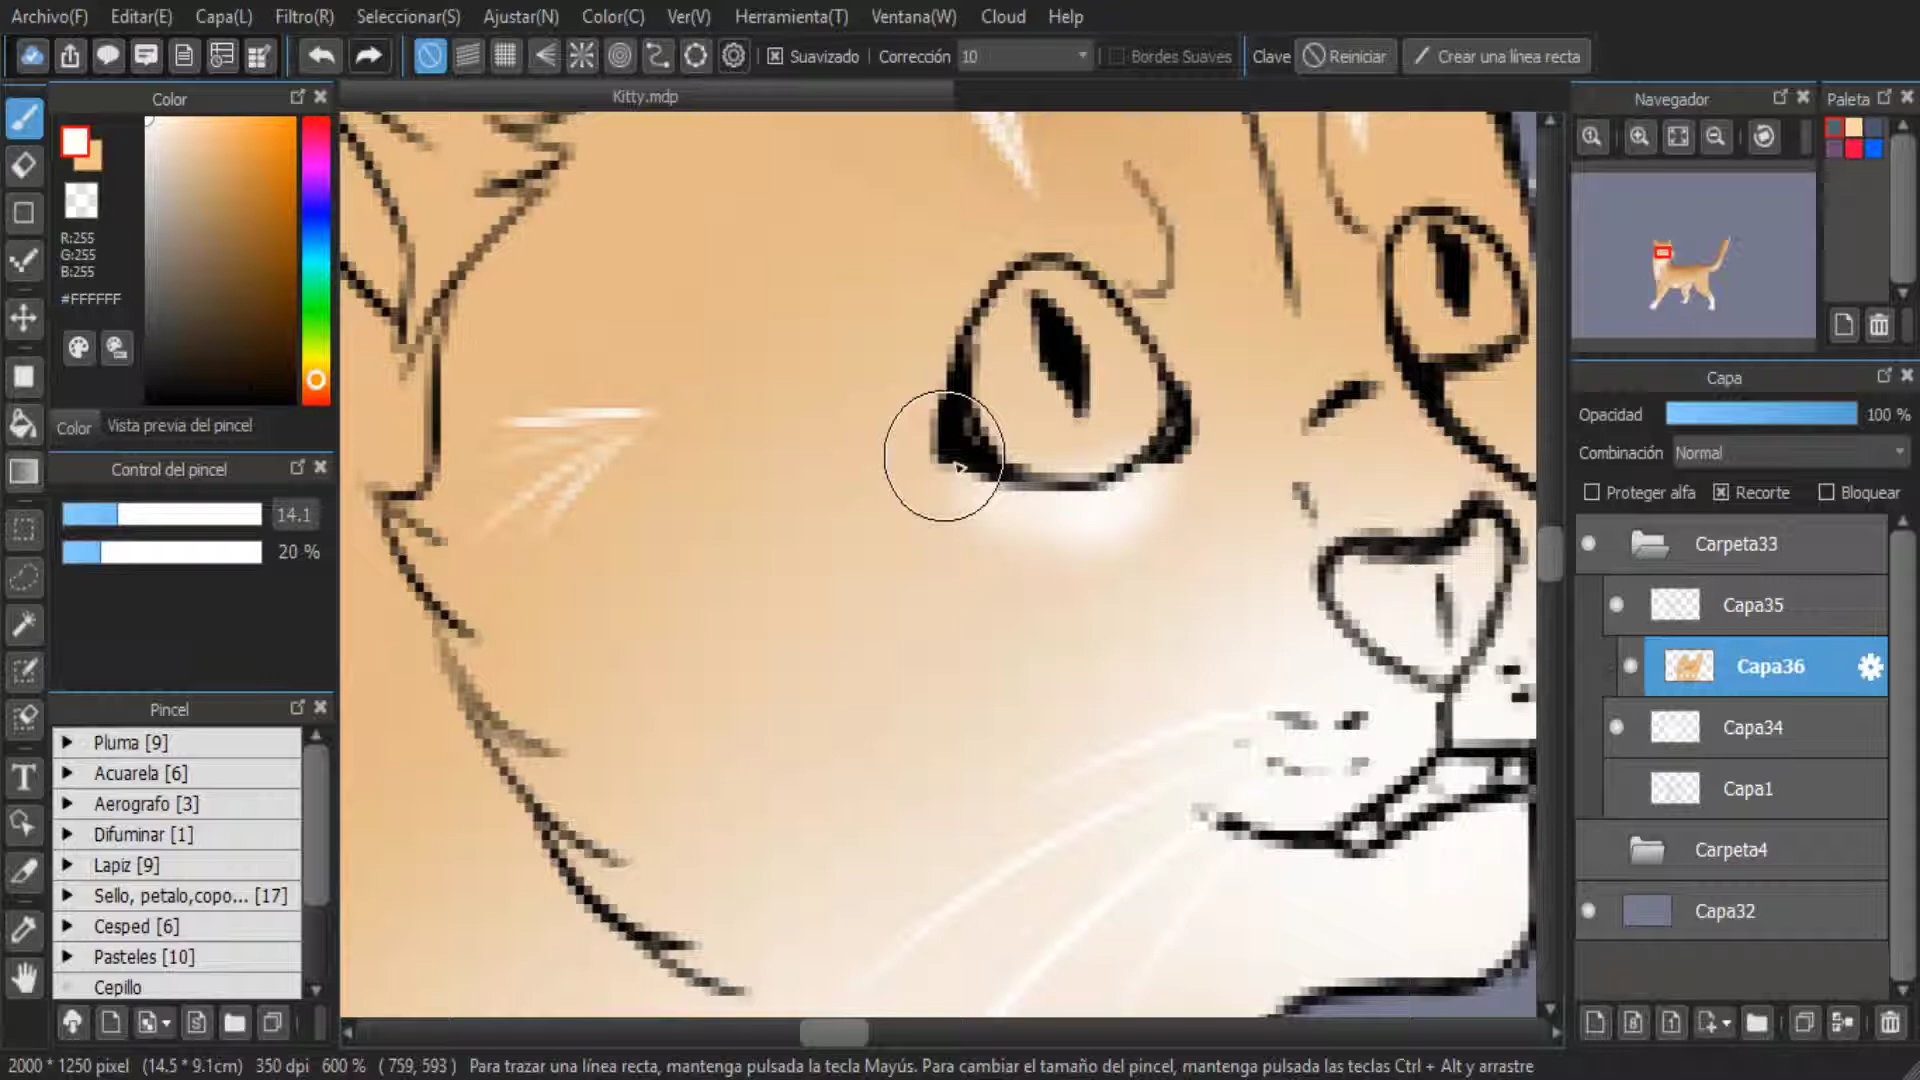 Archivo(F) Editar(E) Capa(L) Filtro(R) Seleccionar(S) Ajustar(N) Color(C) Ver(V) Herramienta(T) Ventana(W) Cloud Help
Suavizado Corrección 10 Bordes Suaves Clave Reiniciar Crear una línea recta
Color
Kitty.mdp
Navegador
Paleta
R:255
G:255
B:255
#FFFFFF
Color Vista previa del pincel
Control del pincel
14.1
20 %
Pincel
Pluma [9]
Acuarela [6]
Aerografo [3]
Difuminar [1]
Lapiz [9]
Sello, petalo,copo... [17]
Cesped [6]
Pasteles [10]
Cepillo
Capa
Opacidad 100 %
Combinación Normal
Proteger alfa Recorte Bloquear
Carpeta33
Capa35
Capa36
Capa34
Capa1
Carpeta4
Capa32
2000 * 1250 pixel (14.5 * 9.1cm) 350 dpi 600 % ( 759, 593 ) Para trazar una línea recta, mantenga pulsada la tecla Mayús. Para cambiar el tamaño del pincel, mantenga pulsada las teclas Ctrl + Alt y arrastre